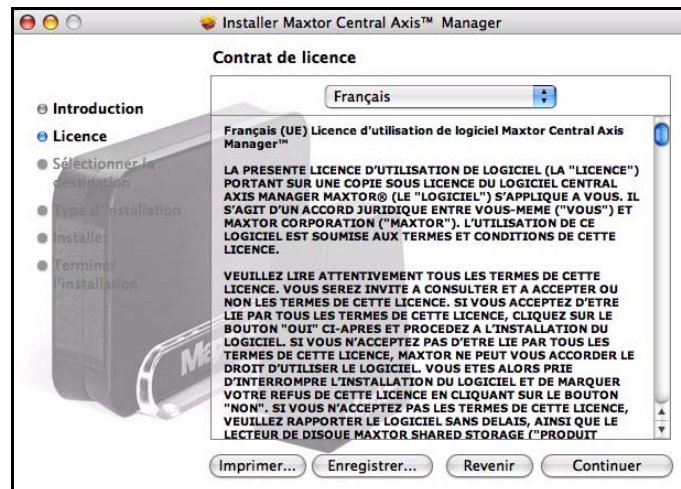 Installer Maxtor Central Axis™ Manager
Contrat de licence
Introduction
Licence
Sélectionner la
destination
Type d'installation
Installer
Terminer
l'installation
Français
Français (UE) Licence d'utilisation de logiciel Maxtor Central Axis
Manager™
LA PRESENTE LICENCE D'UTILISATION DE LOGICIEL (LA "LICENCE")
PORTANT SUR UNE COPIE SOUS LICENCE DU LOGICIEL CENTRAL
AXIS MANAGER MAXTOR® (LE "LOGICIEL") S'APPLIQUE A VOUS. IL
S'AGIT D'UN ACCORD JURIDIQUE ENTRE VOUS-MEME ("VOUS") ET
MAXTOR CORPORATION ("MAXTOR"). L'UTILISATION DE CE
LOGICIEL EST SOUMISE AUX TERMES ET CONDITIONS DE CETTE
LICENCE.
VEUILLEZ LIRE ATTENTIVEMENT TOUS LES TERMES DE CETTE
LICENCE. VOUS SEREZ INVITE A CONSULTER ET A ACCEPTER OU
NON LES TERMES DE CETTE LICENCE. SI VOUS ACCEPTEZ D'ETRE
LIE PAR TOUS LES TERMES DE CETTE LICENCE, CLIQUEZ SUR LE
BOUTON "OUI" CI-APRES ET PROCEDEZ A L'INSTALLATION DU
LOGICIEL. SI VOUS N'ACCEPTEZ PAS D'ETRE LIE PAR TOUS LES
TERMES DE CETTE LICENCE, MAXTOR NE PEUT VOUS ACCORDER LE
DROIT D'UTILISER LE LOGICIEL. VOUS ETES ALORS PRIE
D'INTERROMPRE L'INSTALLATION DU LOGICIEL ET DE MARQUER
VOTRE REFUS DE CETTE LICENCE EN CLIQUANT SUR LE BOUTON
"NON". SI VOUS N'ACCEPTEZ PAS LES TERMES DE CETTE LICENCE,
VEUILLEZ RAPPORTER LE LOGICIEL SANS DELAIS, AINSI QUE LE
LECTEUR DE DISQUE MAXTOR SHARED STORAGE ("PRODUIT
Imprimer...
Enregistrer...
Revenir
Continuer